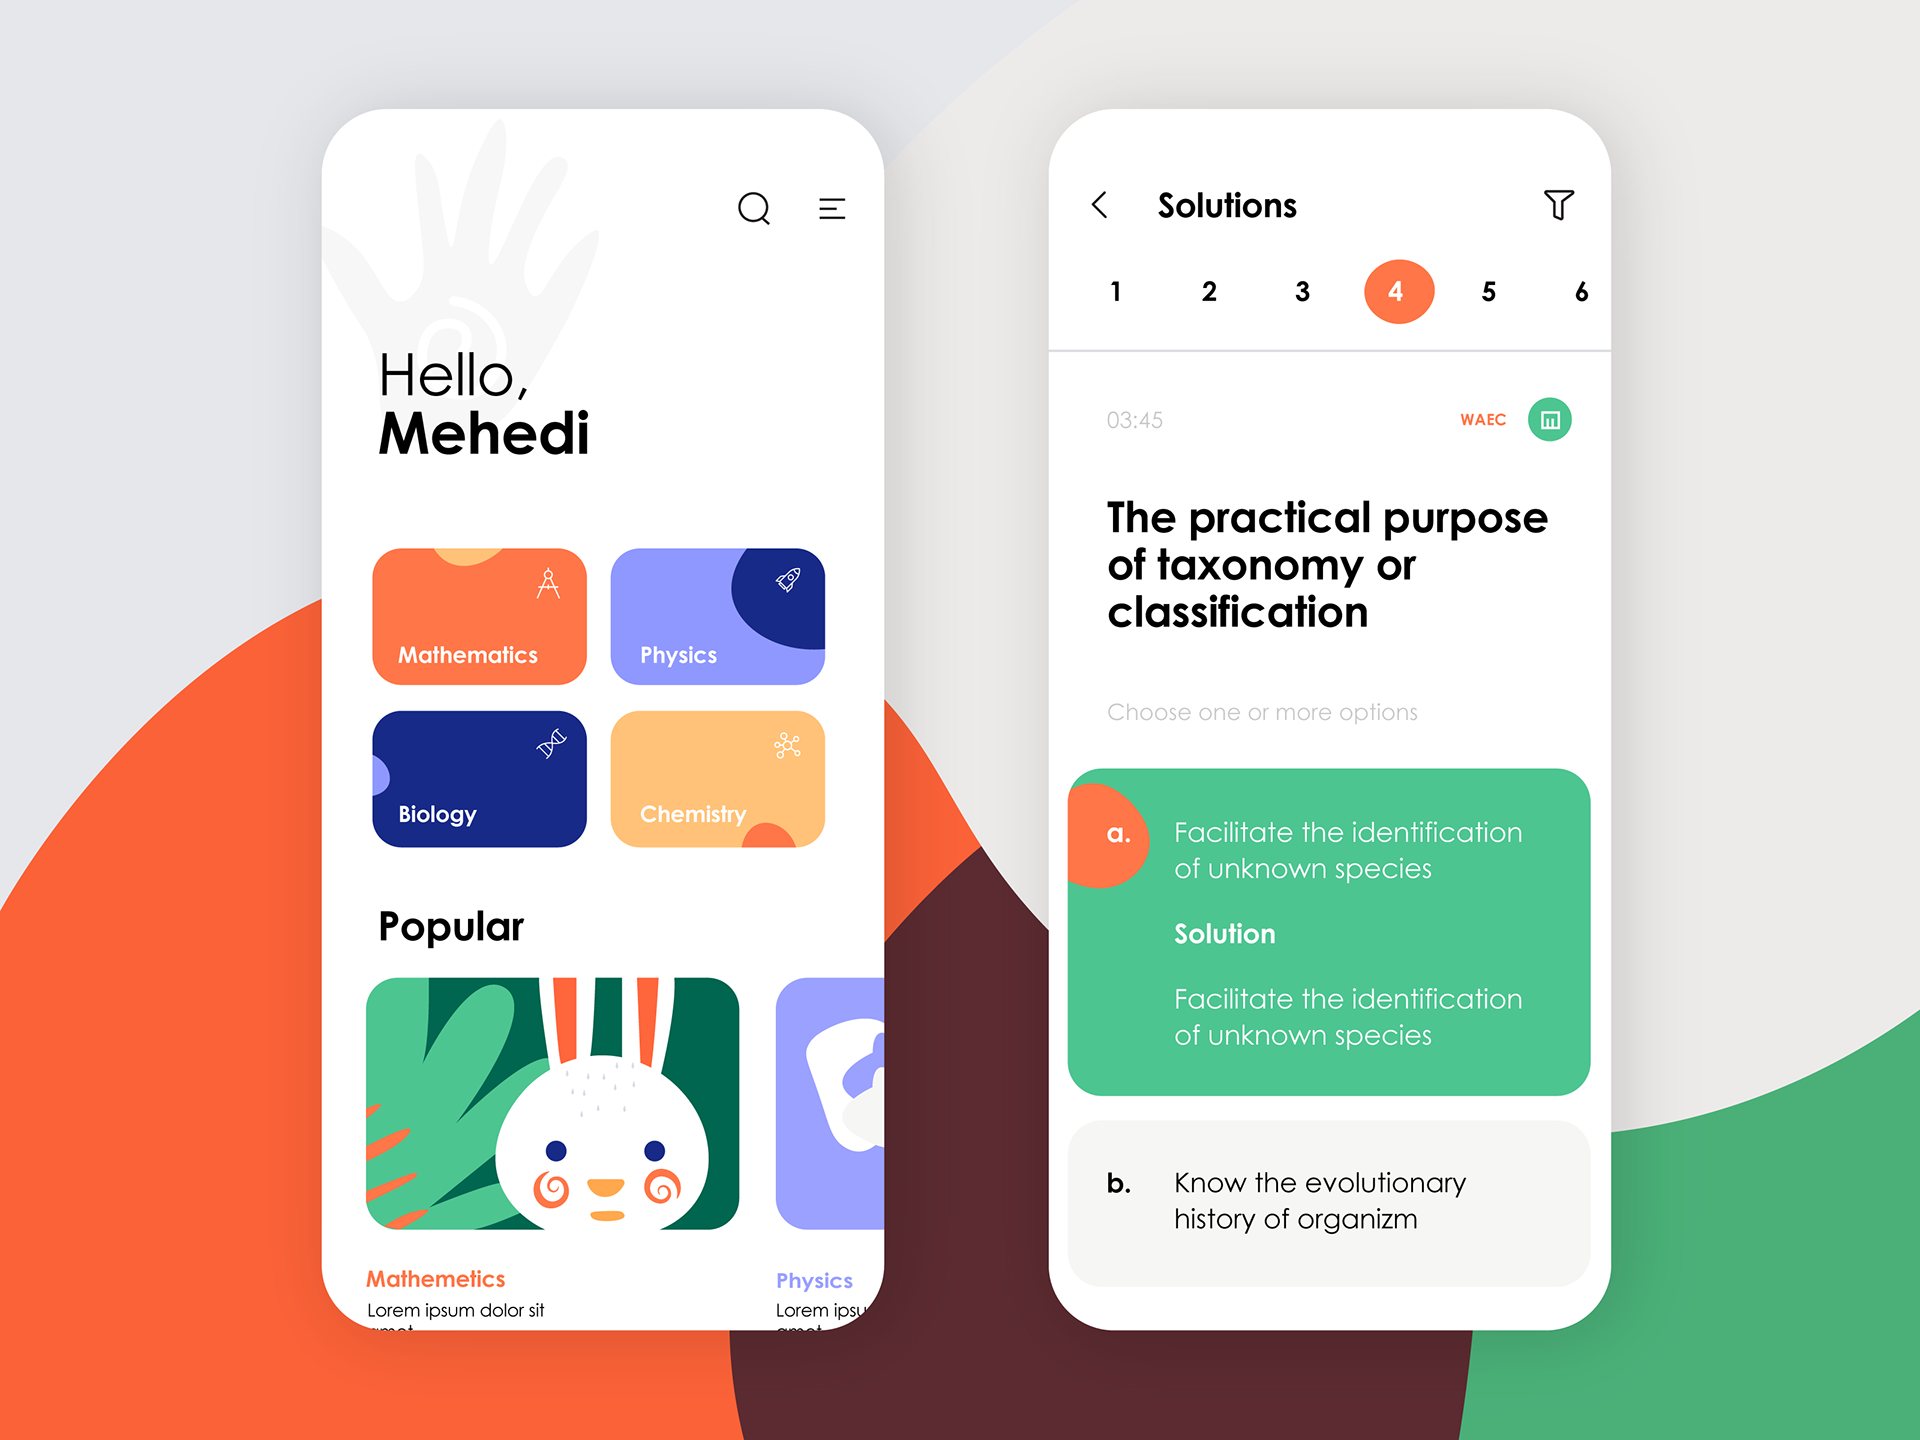 Hello,
Mehedi
Mathematics
Physics
Biology
Chemistry
Popular
Mathemetics
Lorem ipsum dolor sit
amet
Physics
Lorem ipsu
amet
Solutions
1 2 3 4 5 6
03:45
WAEC
The practical purpose
of taxonomy or
classification
Choose one or more options
a. Facilitate the identification
of unknown species
Solution
Facilitate the identification
of unknown species
b. Know the evolutionary
history of organizm